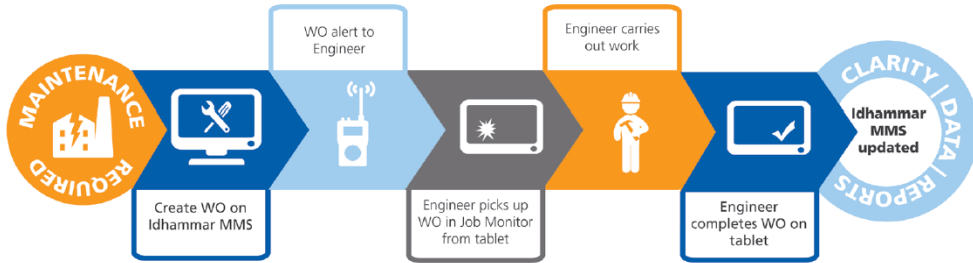 MAINTENANCE
REQUIRED
Create WO on
Idhammar MMS
WO alert to
Engineer
Engineer picks up
WO in Job Monitor
from tablet
Engineer carries
out work
Engineer
completes WO on
tablet
CLARITY | DATA | REPORTS
Idhammar
MMS
updated